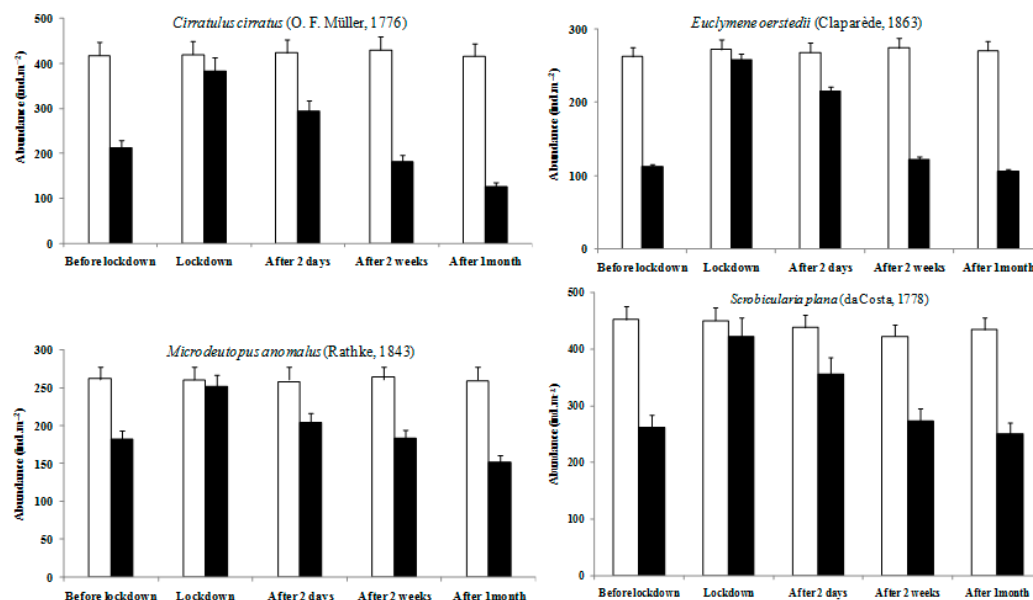 Cirratulus cirratus (O. F. Müller, 1776)
Abundance (ind.m⁻²)
500
400
300
200
100
0
Before lockdown Lockdown After 2 days After 2 weeks After 1month
Euclymene oerstedii (Claparède, 1863)
Abundance (ind.m⁻²)
300
200
100
0
Before lockdown Lockdown After 2 days After 2 weeks After 1month
Microdeutopus anomalus (Rathke, 1843)
Abundance (ind.m⁻²)
300
250
200
150
100
50
0
Before lockdown Lockdown After 2 days After 2 weeks After 1month
Scrobicularia plana (da Costa, 1778)
Abundance (ind.m⁻²)
500
400
300
200
100
0
Before lockdown Lockdown After 2 days After 2 weeks After 1month